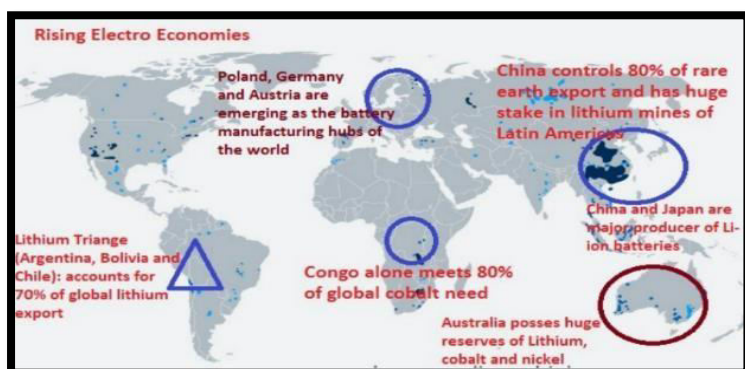 Rising Electro Economies
Poland, Germany
and Austria are
emerging as the battery
manufacturing hubs of
the world
China controls 80% of rare
earth export and has huge
stake in lithium mines of
Latin Americas
China and Japan are
major producer of Li-
ion batteries
Lithium Triange
(Argentina, Bolivia and
Chile): accounts for
70% of global lithium
export
Congo alone meets 80%
of global cobalt need
Australia posses huge
reserves of Lithium,
cobalt and nickel